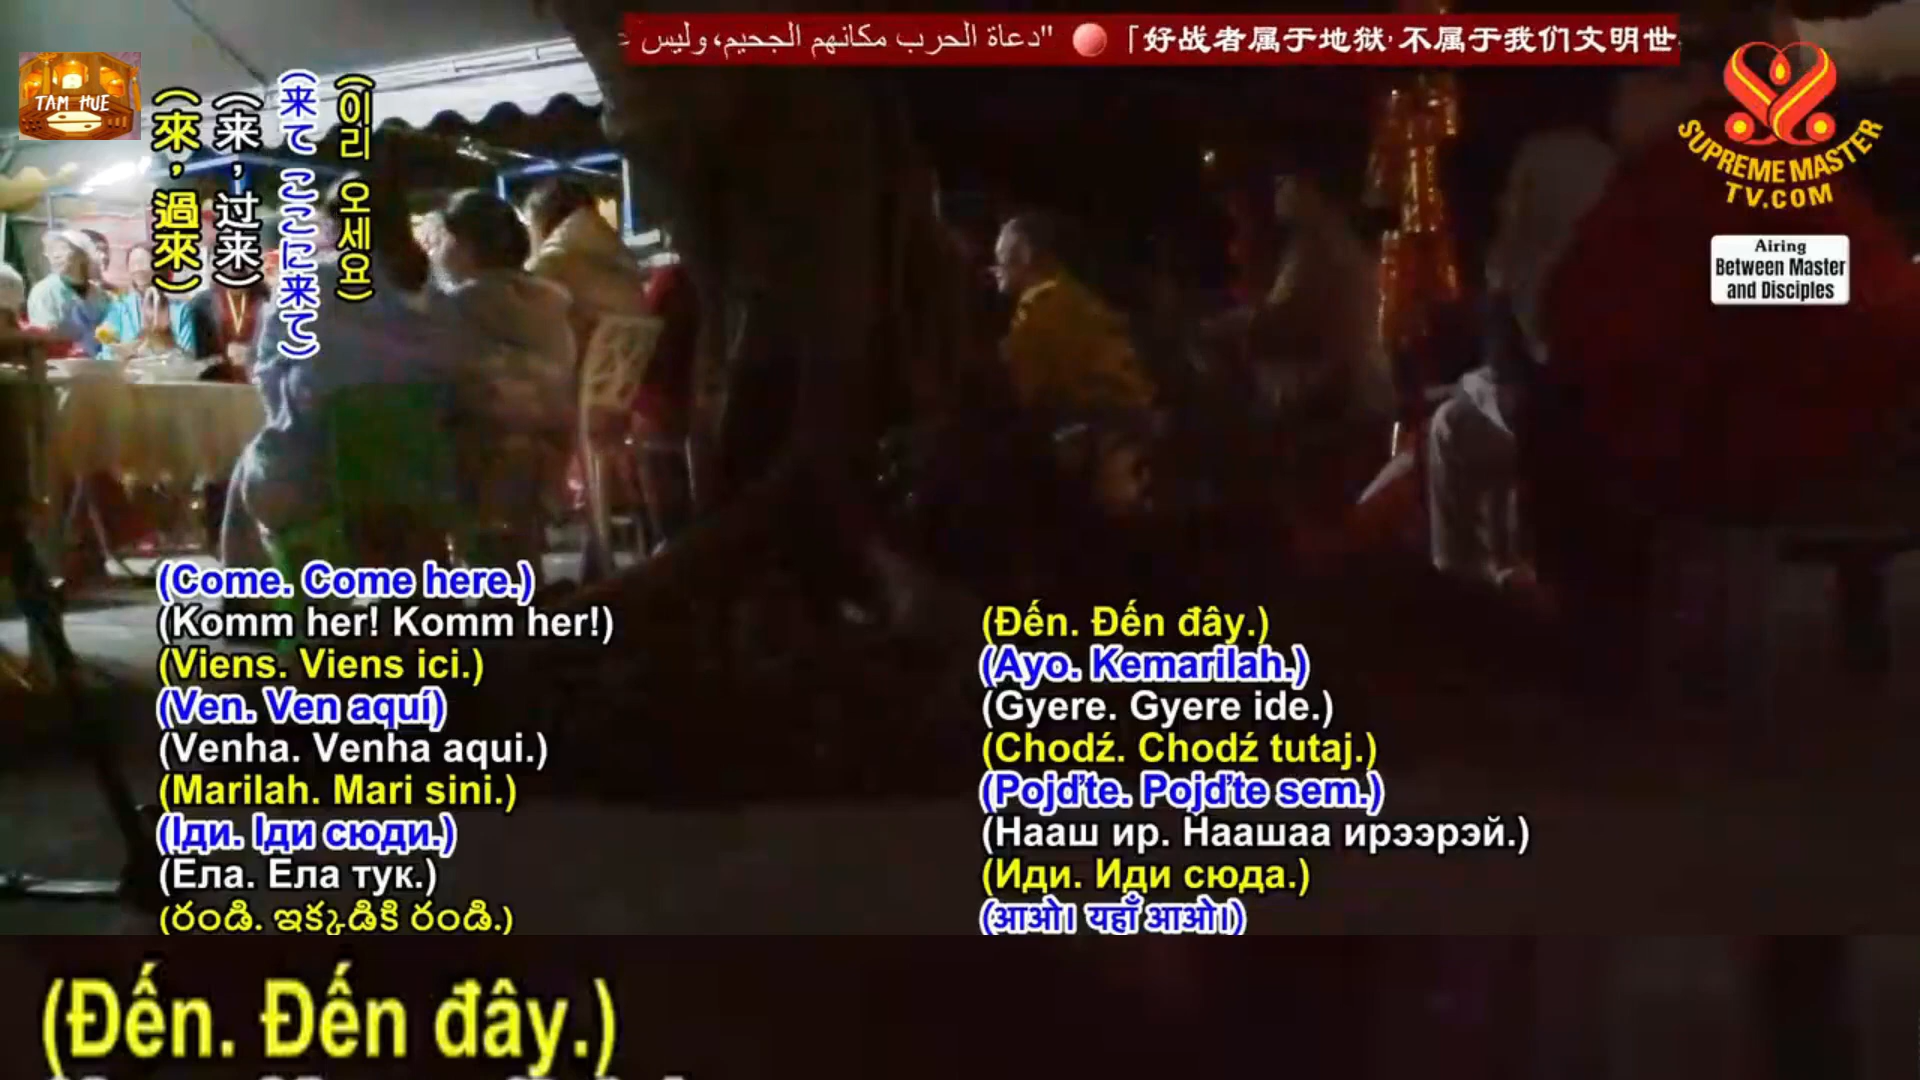 TAM HUE
"دعاة الحرب مكانهم الجحيم، وليس
「好战者属于地狱,不属于我们文明世
SUPREME MASTER
TV.COM
Airing
Between Master
and Disciples
(이리 오세요)
(来て ここに来て)
(来,过来)
(來,過來)
(Come. Come here.)
(Komm her! Komm her!)
(Viens. Viens ici.)
(Ven. Ven aquí)
(Venha. Venha aqui.)
(Marilah. Mari sini.)
(Іди. Іди сюди.)
(Ела. Ела тук.)
(రండి. ఇక్కడికి రండి.)
(Đến. Đến đây.)
(Ayo. Kemarilah.)
(Gyere. Gyere ide.)
(Chodź. Chodź tutaj.)
(Pojďte. Pojďte sem.)
(Нааш ир. Наашаа ирээрэй.)
(Иди. Иди сюда.)
(आओ। यहाँ आओ।)
(Đến. Đến đây.)